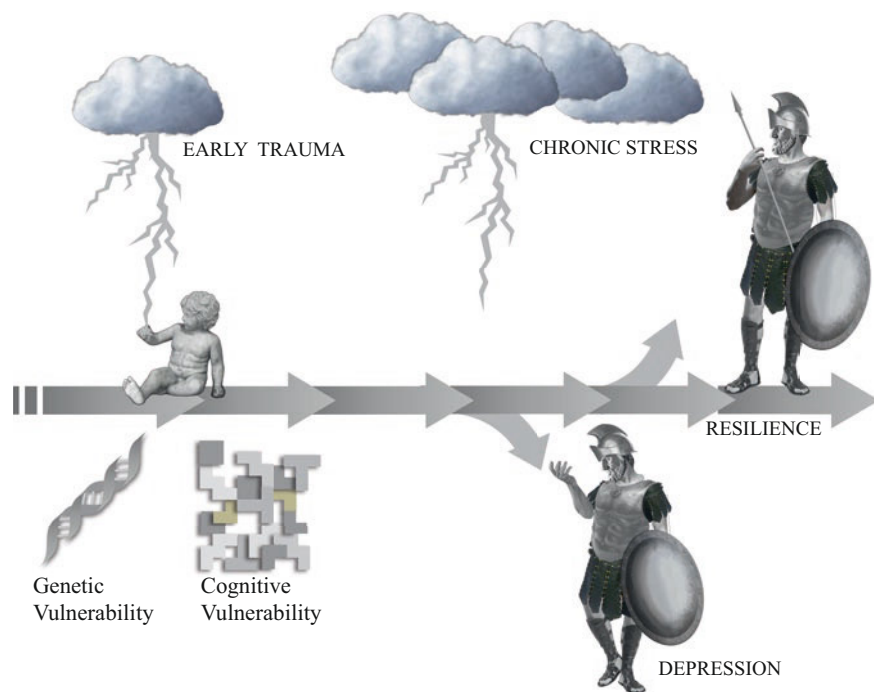 EARLY TRAUMA
CHRONIC STRESS
RESILIENCE
Genetic
Vulnerability
Cognitive
Vulnerability
DEPRESSION